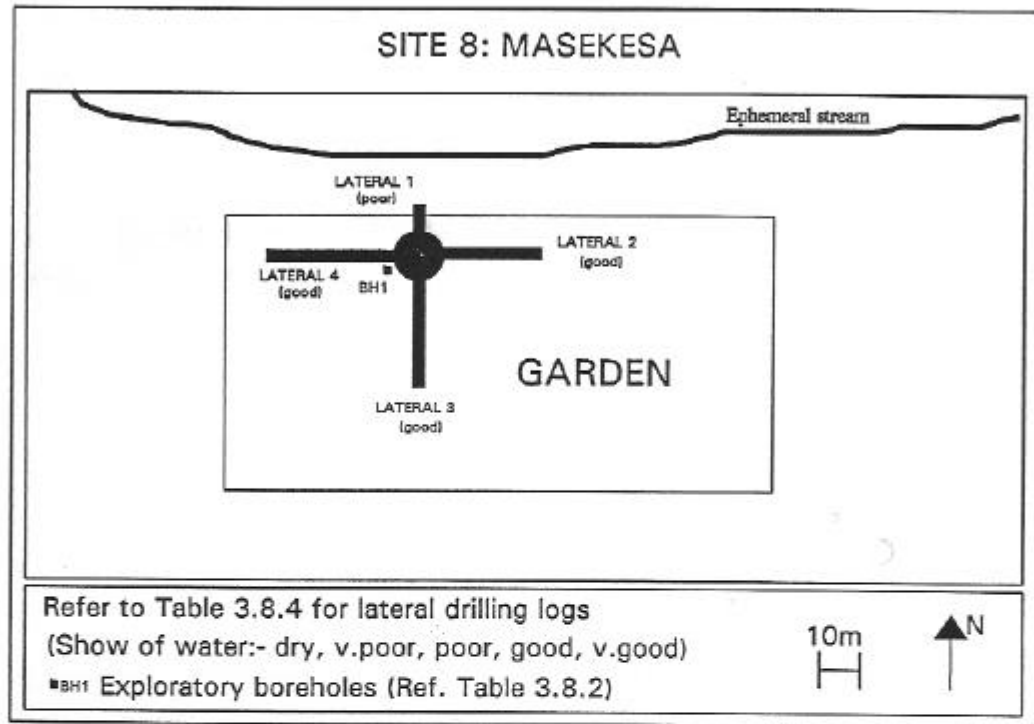 SITE 8: MASEKESA
Ephemeral stream
LATERAL 1
(poor)
LATERAL 2
(good)
LATERAL 4
(good)
BH1
GARDEN
LATERAL 3
(good)
Refer to Table 3.8.4 for lateral drilling logs
(Show of water:- dry, v.poor, poor, good, v.good)
BH1 Exploratory boreholes (Ref. Table 3.8.2)
10m
N